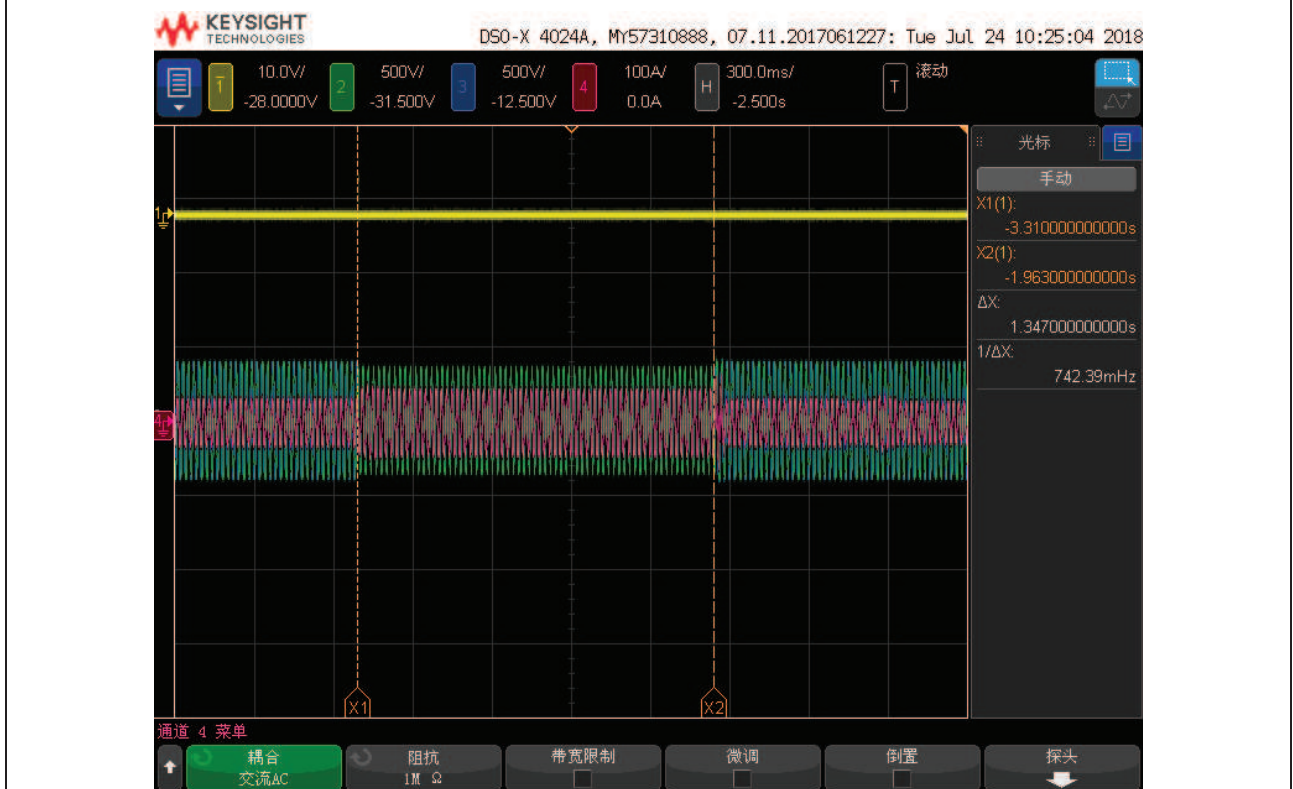 KEYSIGHT
TECHNOLOGIES
DSO-X 4024A, MY57310888, 07.11.2017061227: Tue Jul 24 10:25:04 2018
1 10.0V/ 2 500V/ 3 500V/ 4 100A/ H 300.0ms/ T 滚动
-28.0000V -31.500V -12.500V 0.0A -2.500s
光标
手动
X1(1):
-3.310000000000s
X2(1):
-1.963000000000s
ΔX:
1.347000000000s
1/ΔX:
742.39mHz
1
4
X1 X2
通道 4 菜单
耦合 阻抗 带宽限制 微调 倒置 探头
交流AC 1M Ω